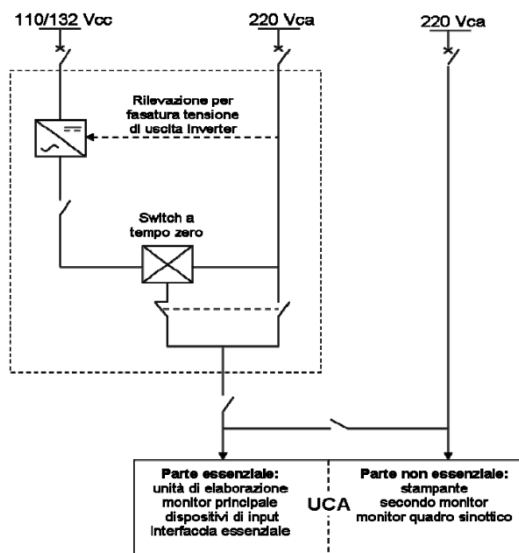 110/132 Vcc
220 Vca
220 Vca
Rilevazione per
fasatura tensione
di uscita Inverter
Switch a
tempo zero
Parte essenziale:
unità di elaborazione
monitor principale
dispositivi di input
interfaccia essenziale
UCA
Parte non essenziale:
stampante
secondo monitor
monitor quadro sinottico